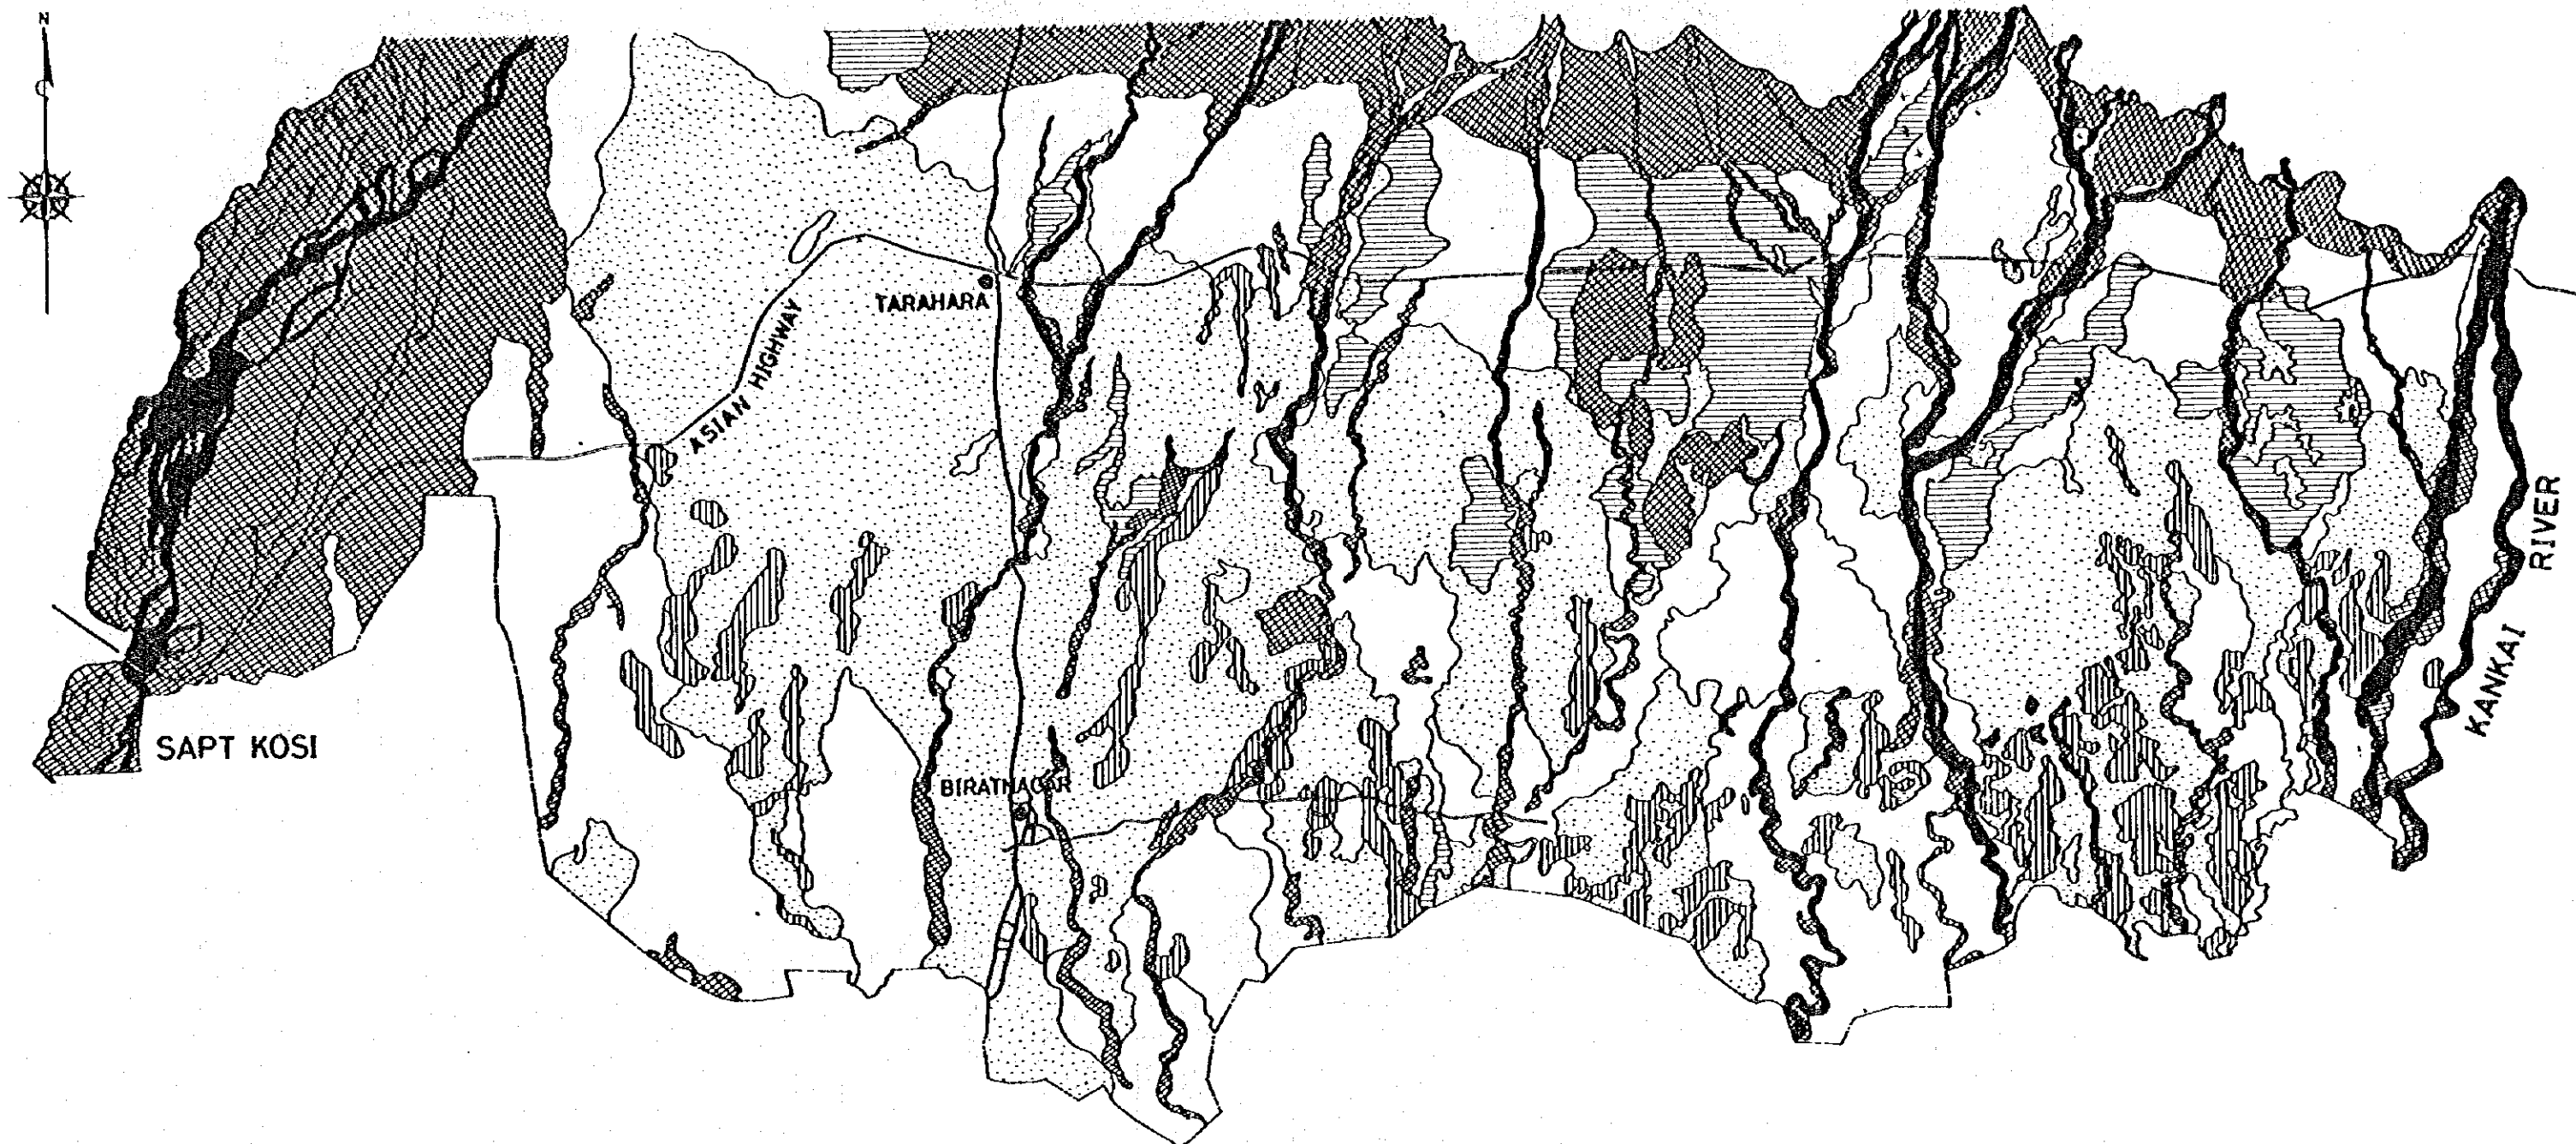 N
TARAHARA
ASIAN HIGHWAY
SAPT KOSI
BIRATNAGAR
KANKAI RIVER